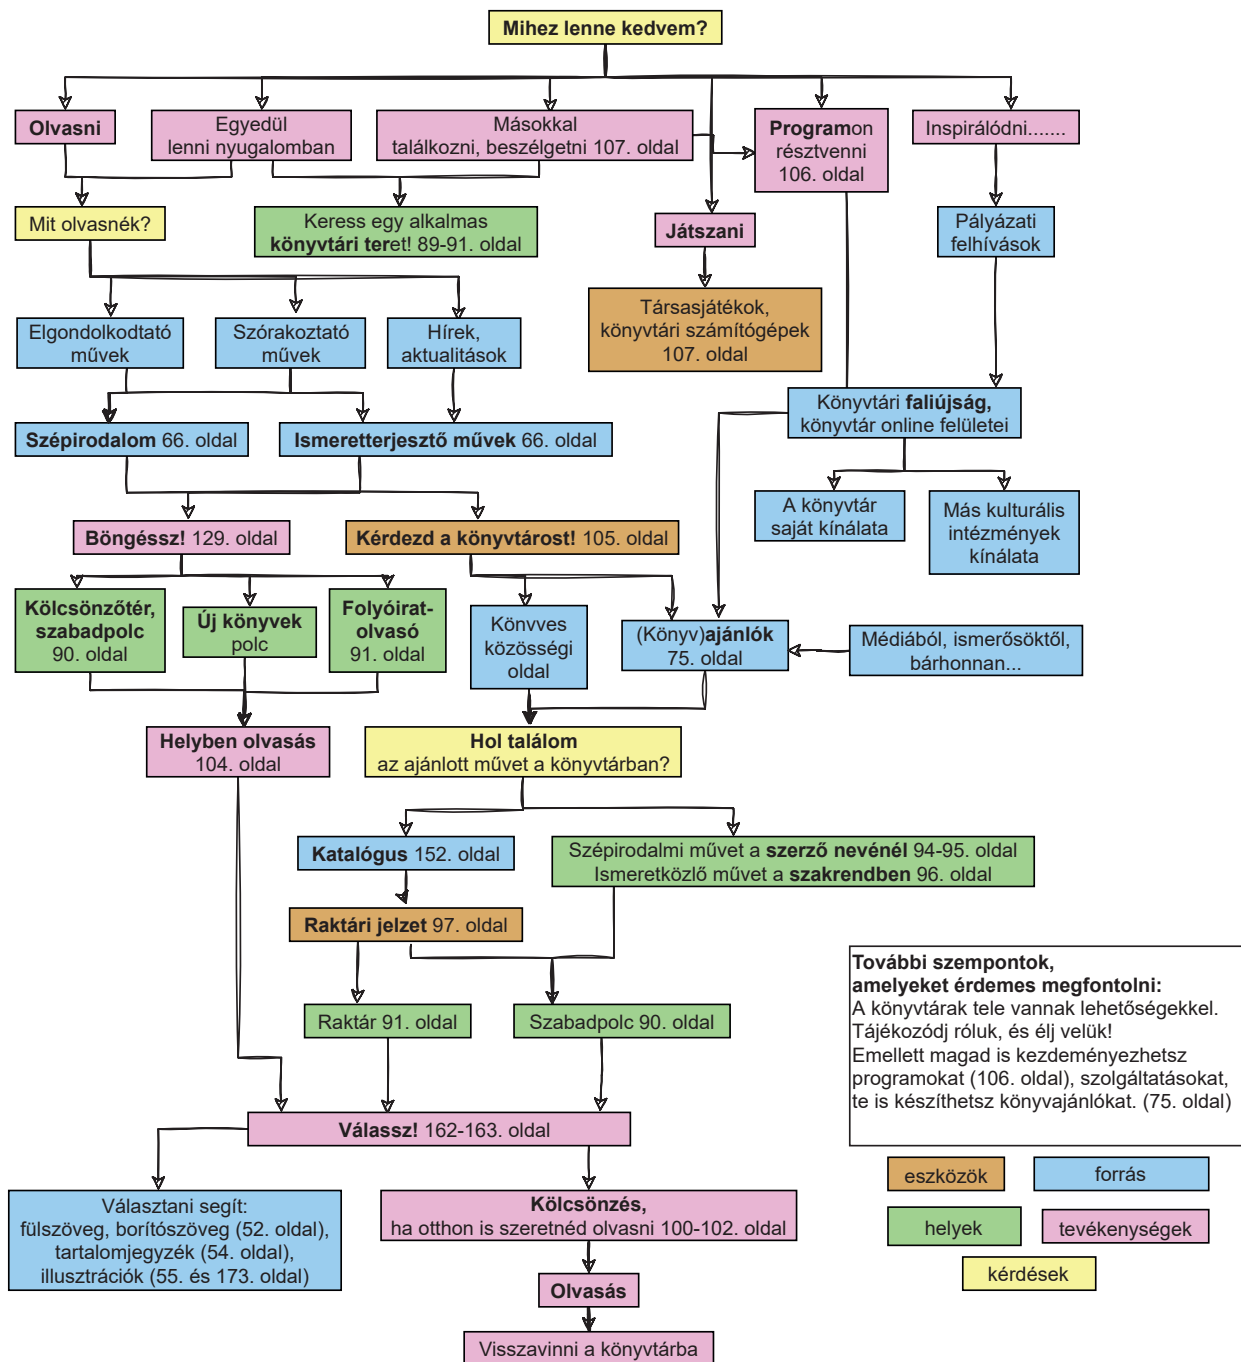 Mihez lenne kedvem?
Olvasni
Egyedül
lenni nyugalomban
Másokkal
találkozni, beszélgetni 107. oldal
Programon
résztvenni
106. oldal
Inspirálódni.......
Mit olvasnék?
Keress egy alkalmas
könyvtári teret! 89-91. oldal
Játszani
Pályázati
felhívások
Elgondolkodtató
művek
Szórakoztató
művek
Hírek,
aktualitások
Társasjátékok,
könyvtári számítógépek
107. oldal
Könyvtári faliújság,
könyvtár online felületei
Szépirodalom 66. oldal
Ismeretterjesztő művek 66. oldal
A könyvtár
saját kínálata
Más kulturális
intézmények
kínálata
Böngéssz! 129. oldal
Kérdezd a könyvtárost! 105. oldal
Kölcsönzőtér,
szabadpolc
90. oldal
Új könyvek
polc
Folyóirat-
olvasó
91. oldal
Könvves
közösségi
oldal
(Könyv)ajánlók
75. oldal
Médiából, ismerősöktől,
bárhonnan...
Helyben olvasás
104. oldal
Hol találom
az ajánlott művet a könyvtárban?
Katalógus 152. oldal
Szépirodalmi művet a szerző nevénél 94-95. oldal
Ismeretközlő művet a szakrendben 96. oldal
Raktári jelzet 97. oldal
Raktár 91. oldal
Szabadpolc 90. oldal
További szempontok,
amelyeket érdemes megfontolni:
A könyvtárak tele vannak lehetőségekkel.
Tájékozódj róluk, és élj velük!
Emellett magad is kezdeményezhetsz
programokat (106. oldal), szolgáltatásokat,
te is készíthetsz könyvajánlókat. (75. oldal)
Válassz! 162-163. oldal
Választani segít:
fülszöveg, borítószöveg (52. oldal),
tartalomjegyzék (54. oldal),
illusztrációk (55. és 173. oldal)
Kölcsönzés,
ha otthon is szeretnéd olvasni 100-102. oldal
Olvasás
Visszavinni a könyvtárba
eszközök
forrás
helyek
tevékenységek
kérdések